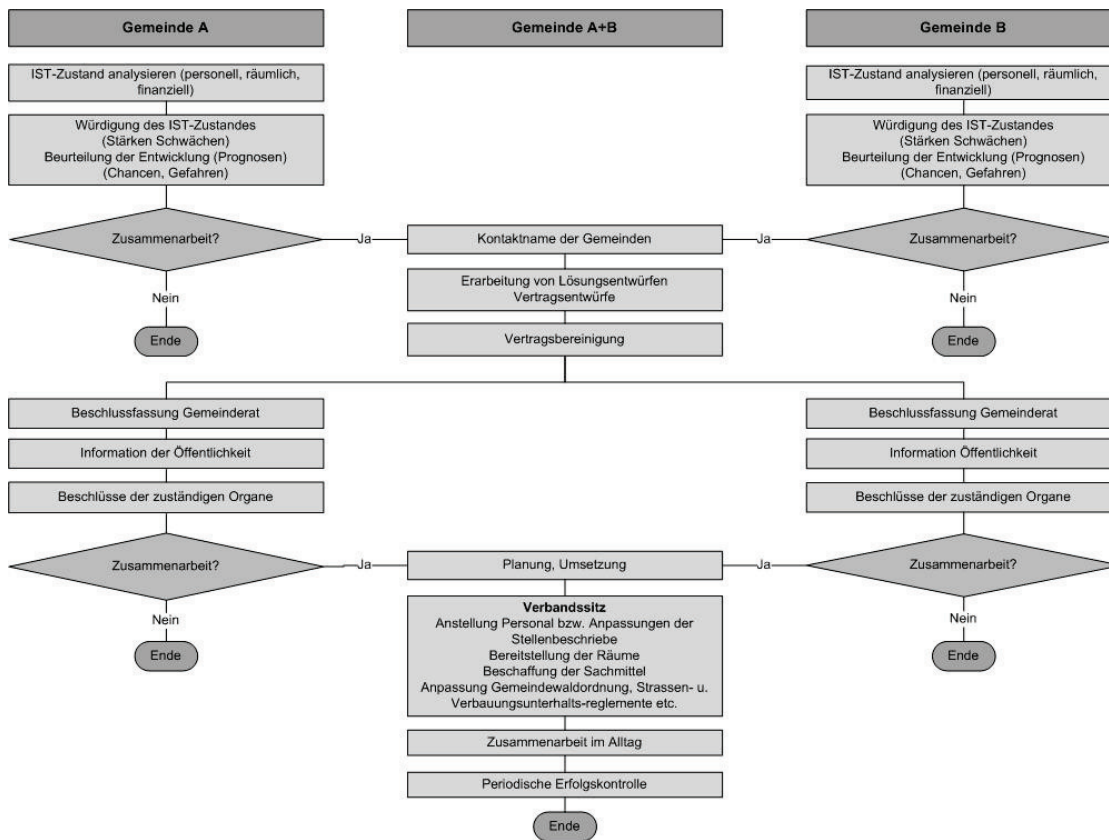 Gemeinde A
Gemeinde A+B
Gemeinde B
IST-Zustand analysieren (personell, räumlich,
finanziell)
IST-Zustand analysieren (personell, räumlich,
finanziell)
Würdigung des IST-Zustandes
(Stärken Schwächen)
Beurteilung der Entwicklung (Prognosen)
(Chancen, Gefahren)
Würdigung des IST-Zustandes
(Stärken Schwächen)
Beurteilung der Entwicklung (Prognosen)
(Chancen, Gefahren)
Zusammenarbeit?
Ja
Kontaktname der Gemeinden
Ja
Zusammenarbeit?
Nein
Ende
Erarbeitung von Lösungsentwürfen
Vertragsentwürfe
Vertragsbereinigung
Nein
Ende
Beschlussfassung Gemeinderat
Information der Öffentlichkeit
Beschlüsse der zuständigen Organe
Beschlussfassung Gemeinderat
Information Öffentlichkeit
Beschlüsse der zuständigen Organe
Zusammenarbeit?
Ja
Planung, Umsetzung
Ja
Zusammenarbeit?
Nein
Ende
Verbandssitz
Anstellung Personal bzw. Anpassungen der
Stellenbeschriebe
Bereitstellung der Räume
Beschaffung der Sachmittel
Anpassung Gemeindewaldordnung, Strassen- u.
Verbauungsunterhalts-reglemente etc.
Nein
Ende
Zusammenarbeit im Alltag
Periodische Erfolgskontrolle
Ende